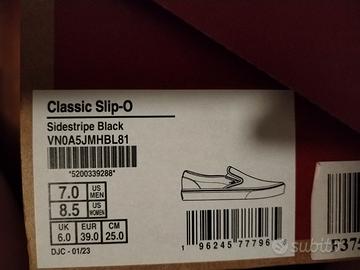 Classic Slip-O
Sidestripe Black
VN0A5JMHBL81
*5200339288*
7.0 US MEN
8.5 US WOMEN
UK EUR CM
6.0 39.0 25.0
DJC - 01/23
1 96245 77796
subito
F375